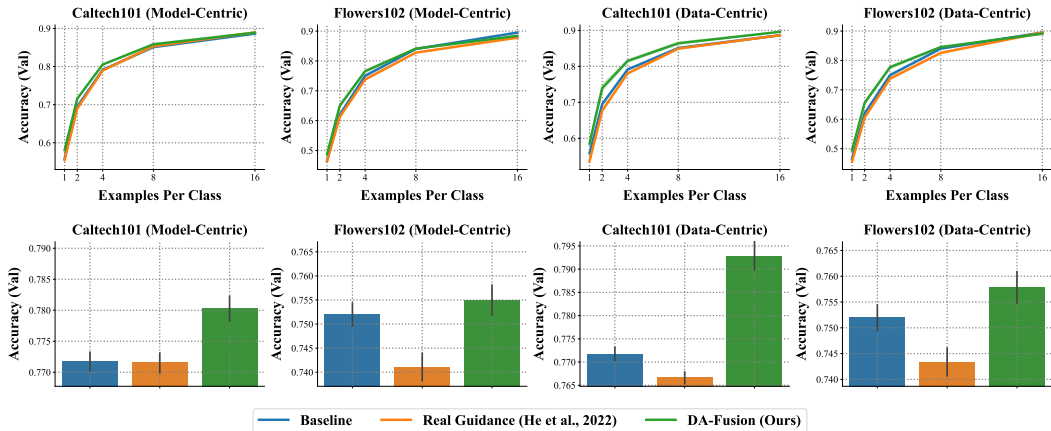 Caltech101 (Model-Centric)
Flowers102 (Model-Centric)
Caltech101 (Data-Centric)
Flowers102 (Data-Centric)
Accuracy (Val)
0.9
0.8
0.7
0.6
1 2 4 8 16
Examples Per Class
Accuracy (Val)
0.9
0.8
0.7
0.6
0.5
1 2 4 8 16
Examples Per Class
Accuracy (Val)
0.9
0.8
0.7
0.6
1 2 4 8 16
Examples Per Class
Accuracy (Val)
0.9
0.8
0.7
0.6
0.5
1 2 4 8 16
Examples Per Class
Caltech101 (Model-Centric)
Flowers102 (Model-Centric)
Caltech101 (Data-Centric)
Flowers102 (Data-Centric)
Accuracy (Val)
0.790
0.785
0.780
0.775
0.770
Accuracy (Val)
0.765
0.760
0.755
0.750
0.745
0.740
Accuracy (Val)
0.795
0.790
0.785
0.780
0.775
0.770
0.765
Accuracy (Val)
0.765
0.760
0.755
0.750
0.745
0.740
Baseline
Real Guidance (He et al., 2022)
DA-Fusion (Ours)